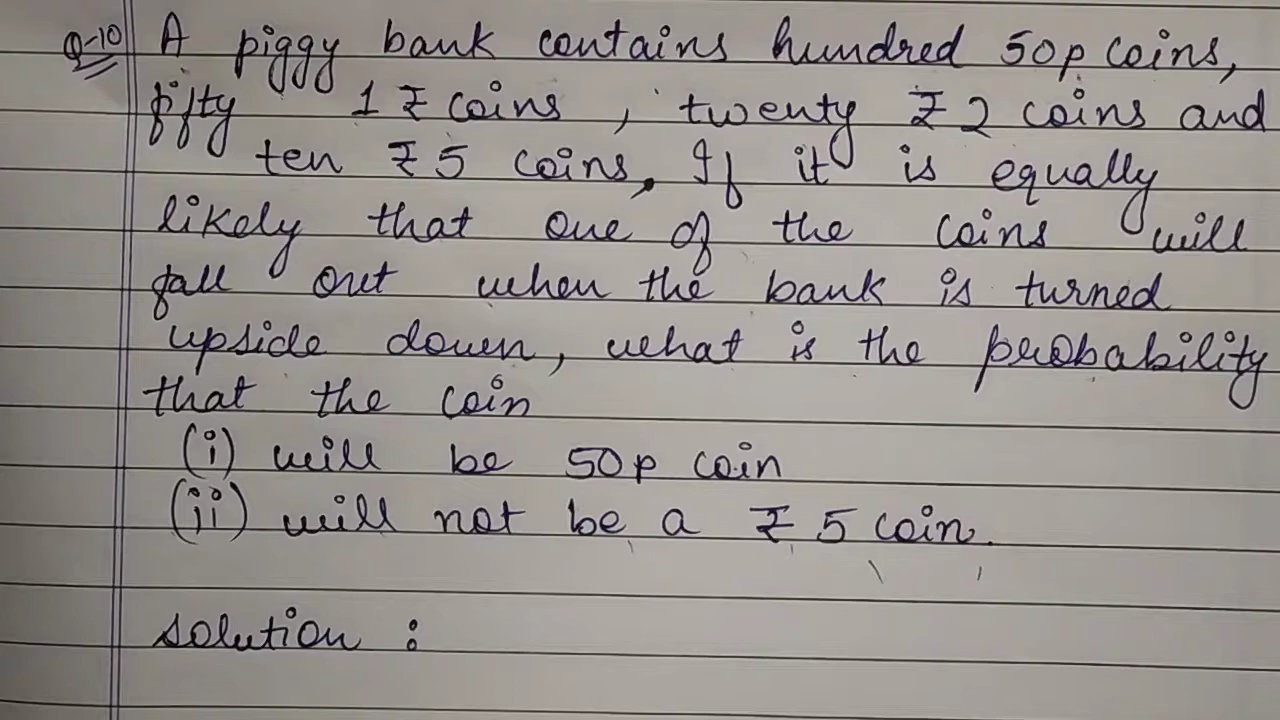 Q-10 A piggy bank contains hundred 50p coins,
fifty 1 ₹ coins , twenty ₹ 2 coins and
ten ₹ 5 coins, If it is equally
likely that one of the coins will
fall out when the bank is turned
upside down, what is the probability
that the coin
(i) will be 50p coin
(ii) will not be a ₹ 5 coin.
solution :